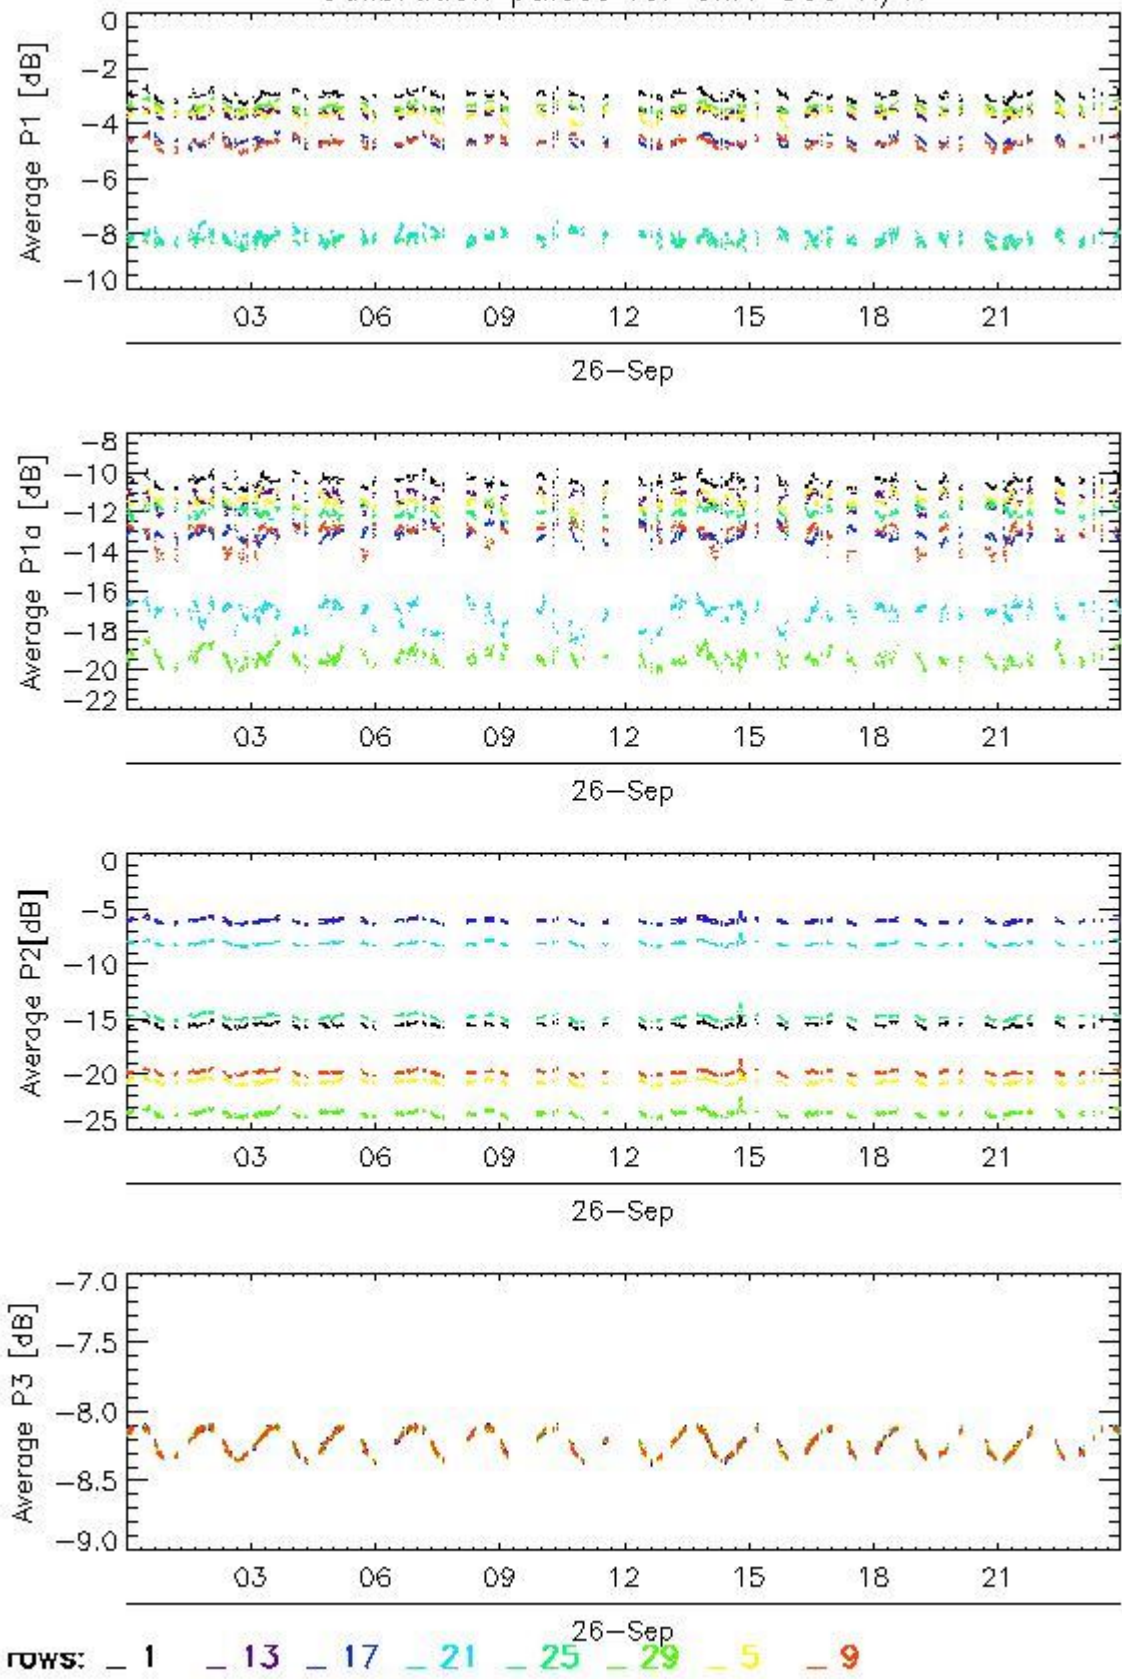 0
-2
-4
-6
-8
-10
Average P1 [dB]
03 06 09 12 15 18 21
26-Sep
-8
-10
-12
-14
-16
-18
-20
-22
Average P1a [dB]
03 06 09 12 15 18 21
26-Sep
0
-5
-10
-15
-20
-25
Average P2[dB]
03 06 09 12 15 18 21
26-Sep
-7.0
-7.5
-8.0
-8.5
-9.0
Average P3 [dB]
03 06 09 12 15 18 21
26-Sep
rows: _ 1 _ 13 _ 17 _ 21 _ 25 _ 29 _ 5 _ 9